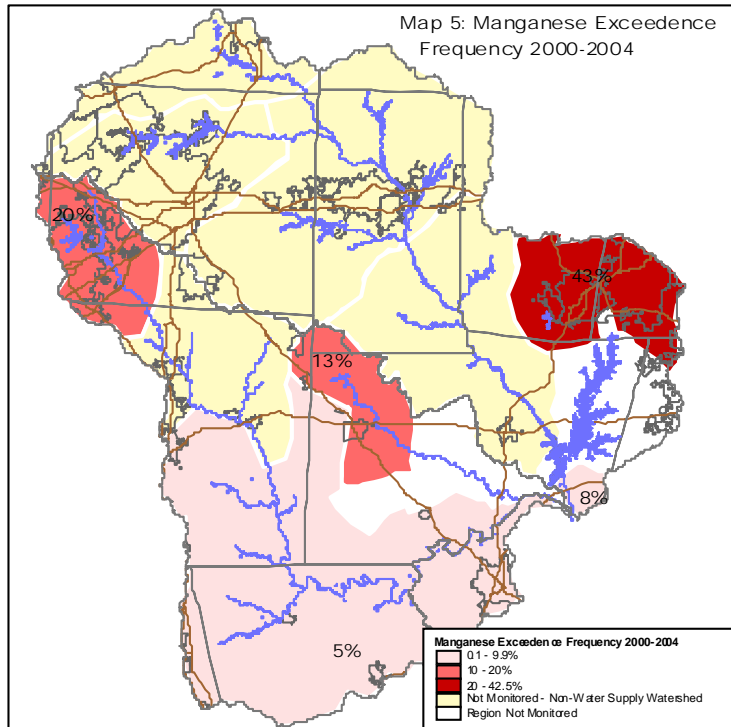 Map 5: Manganese Exceedence
Frequency 2000-2004
20%
43%
13%
8%
5%
Manganese Exceedence Frequency 2000-2004
0.1 - 9.9%
10 - 20%
20 - 42.5%
Not Monitored - Non-Water Supply Watershed
Region Not Monitored